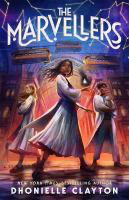 THE
MARVELLERS
NEW YORK TIMES BESTSELLING AUTHOR
DHONIELLE CLAYTON